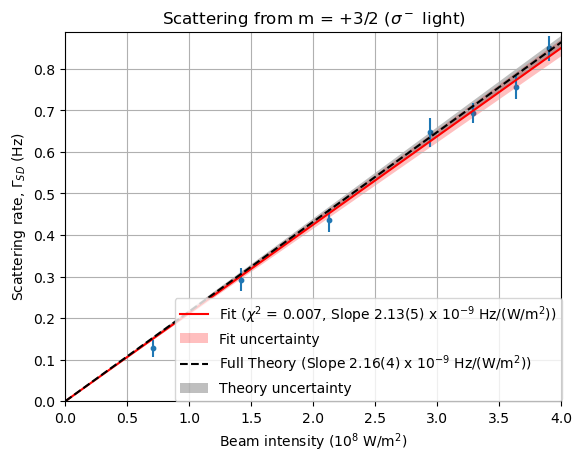 Scattering from m = +3/2 (σ⁻ light)
Scattering rate, Γ_SD (Hz)
0.8
0.7
0.6
0.5
0.4
0.3
0.2
0.1
0.0
Fit (χ² = 0.007, Slope 2.13(5) x 10⁻⁹ Hz/(W/m²))
Fit uncertainty
Full Theory (Slope 2.16(4) x 10⁻⁹ Hz/(W/m²))
Theory uncertainty
0.0 0.5 1.0 1.5 2.0 2.5 3.0 3.5 4.0
Beam intensity (10⁸ W/m²)